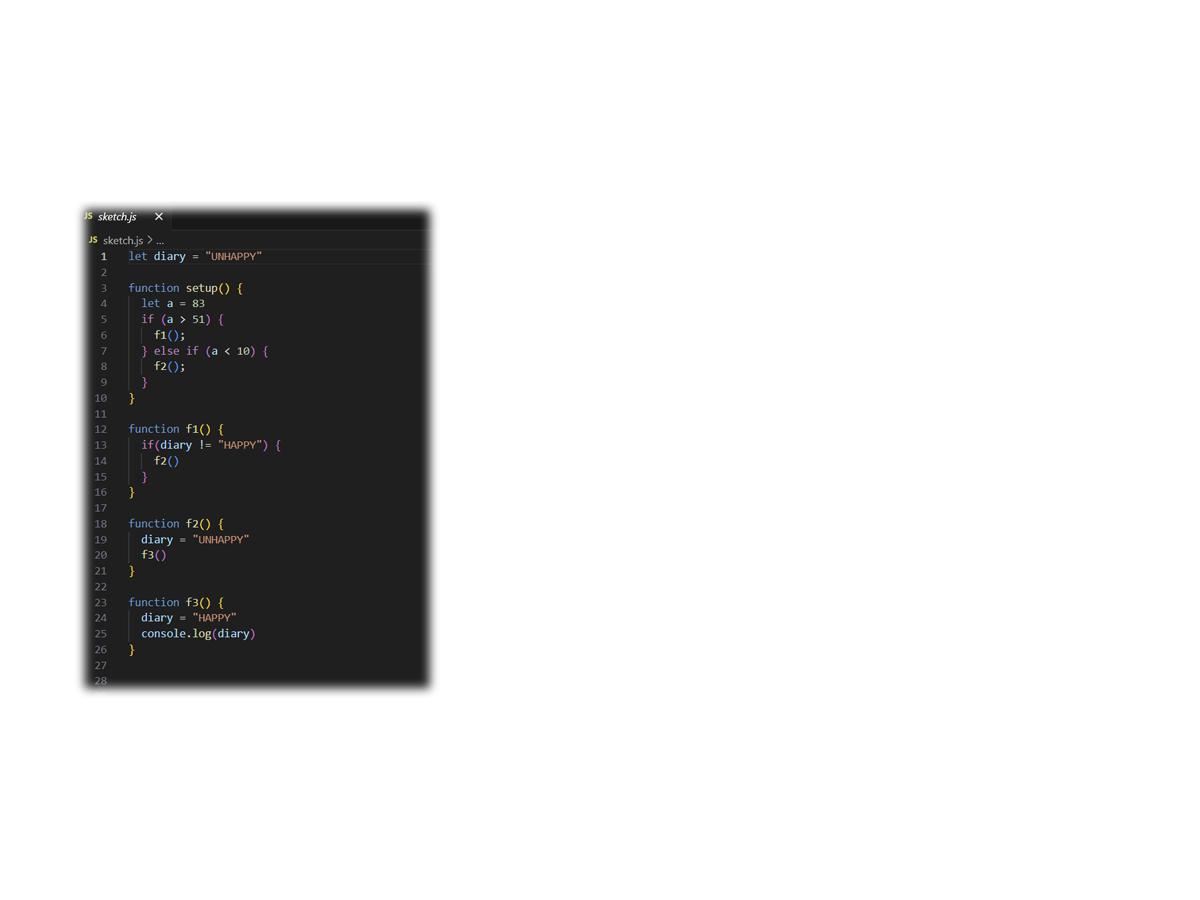 JS sketch.js ×
JS sketch.js > ...
1 let diary = "UNHAPPY"
2
3 function setup() {
4 let a = 83
5 if (a > 51) {
6 f1();
7 } else if (a < 10) {
8 f2();
9 }
10 }
11
12 function f1() {
13 if(diary != "HAPPY") {
14 f2()
15 }
16 }
17
18 function f2() {
19 diary = "UNHAPPY"
20 f3()
21 }
22
23 function f3() {
24 diary = "HAPPY"
25 console.log(diary)
26 }
27
28